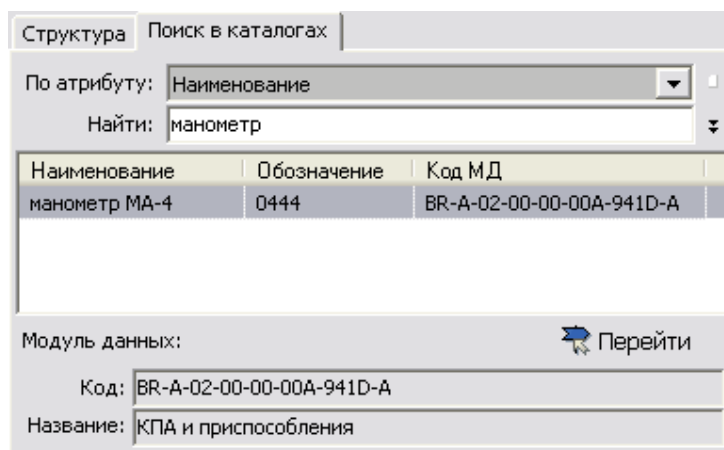 Структура Поиск в каталогах
По атрибуту: Наименование
Найти: манометр
Наименование Обозначение Код МД
манометр МА-4 0444 BR-A-02-00-00-00A-941D-A
Модуль данных: Перейти
Код: BR-A-02-00-00-00A-941D-A
Название: КПА и приспособления